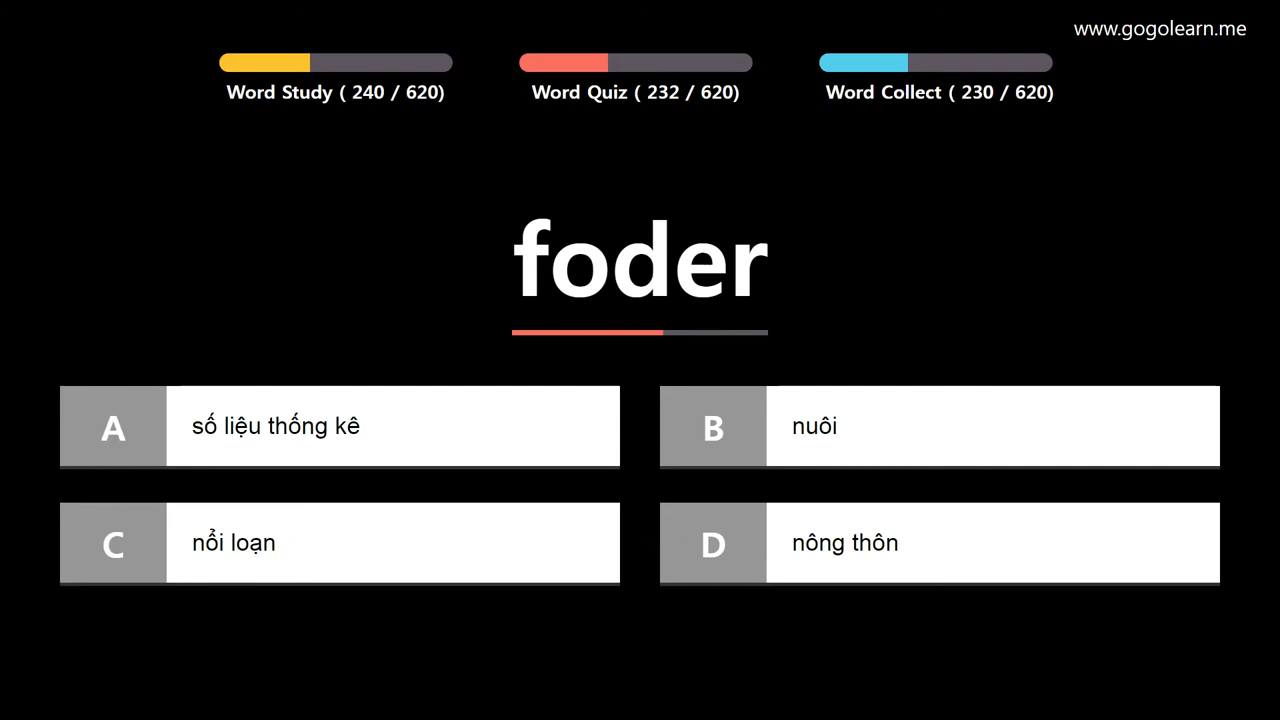 www.gogolearn.me
Word Study ( 240 / 620)
Word Quiz ( 232 / 620)
Word Collect ( 230 / 620)
foder
A
số liệu thống kê
B
nuôi
C
nổi loạn
D
nông thôn